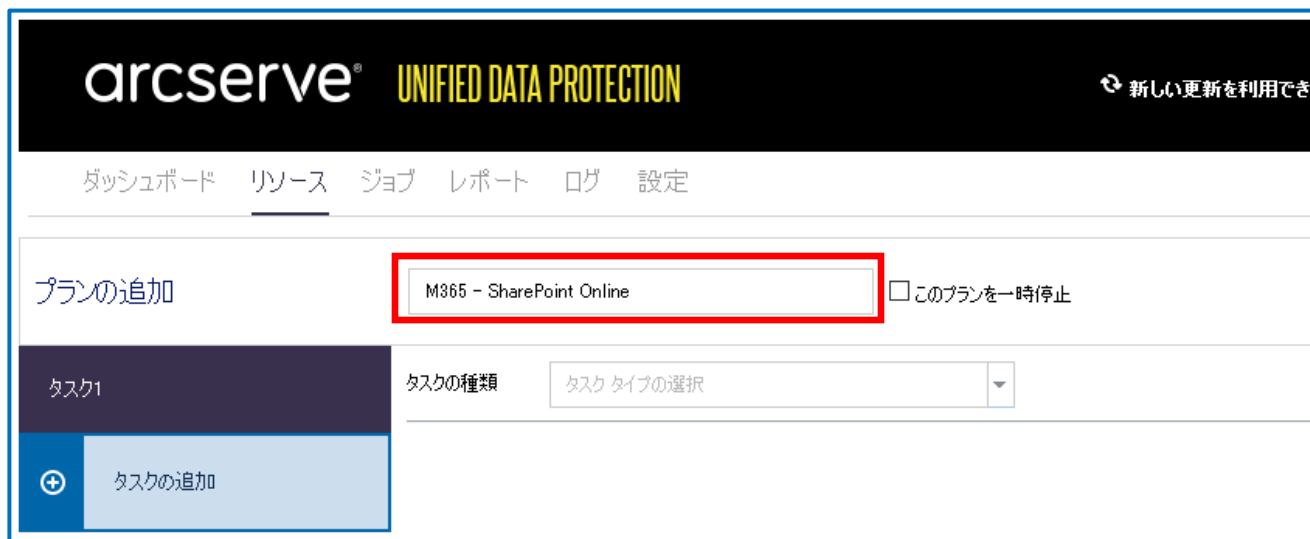 arcserve® UNIFIED DATA PROTECTION
新しい更新を利用でき
ダッシュボード リソース ジョブ レポート ログ 設定
プランの追加 M365 - SharePoint Online このプランを一時停止
タスク1 タスクの種類 タスク タイプの選択
タスクの追加